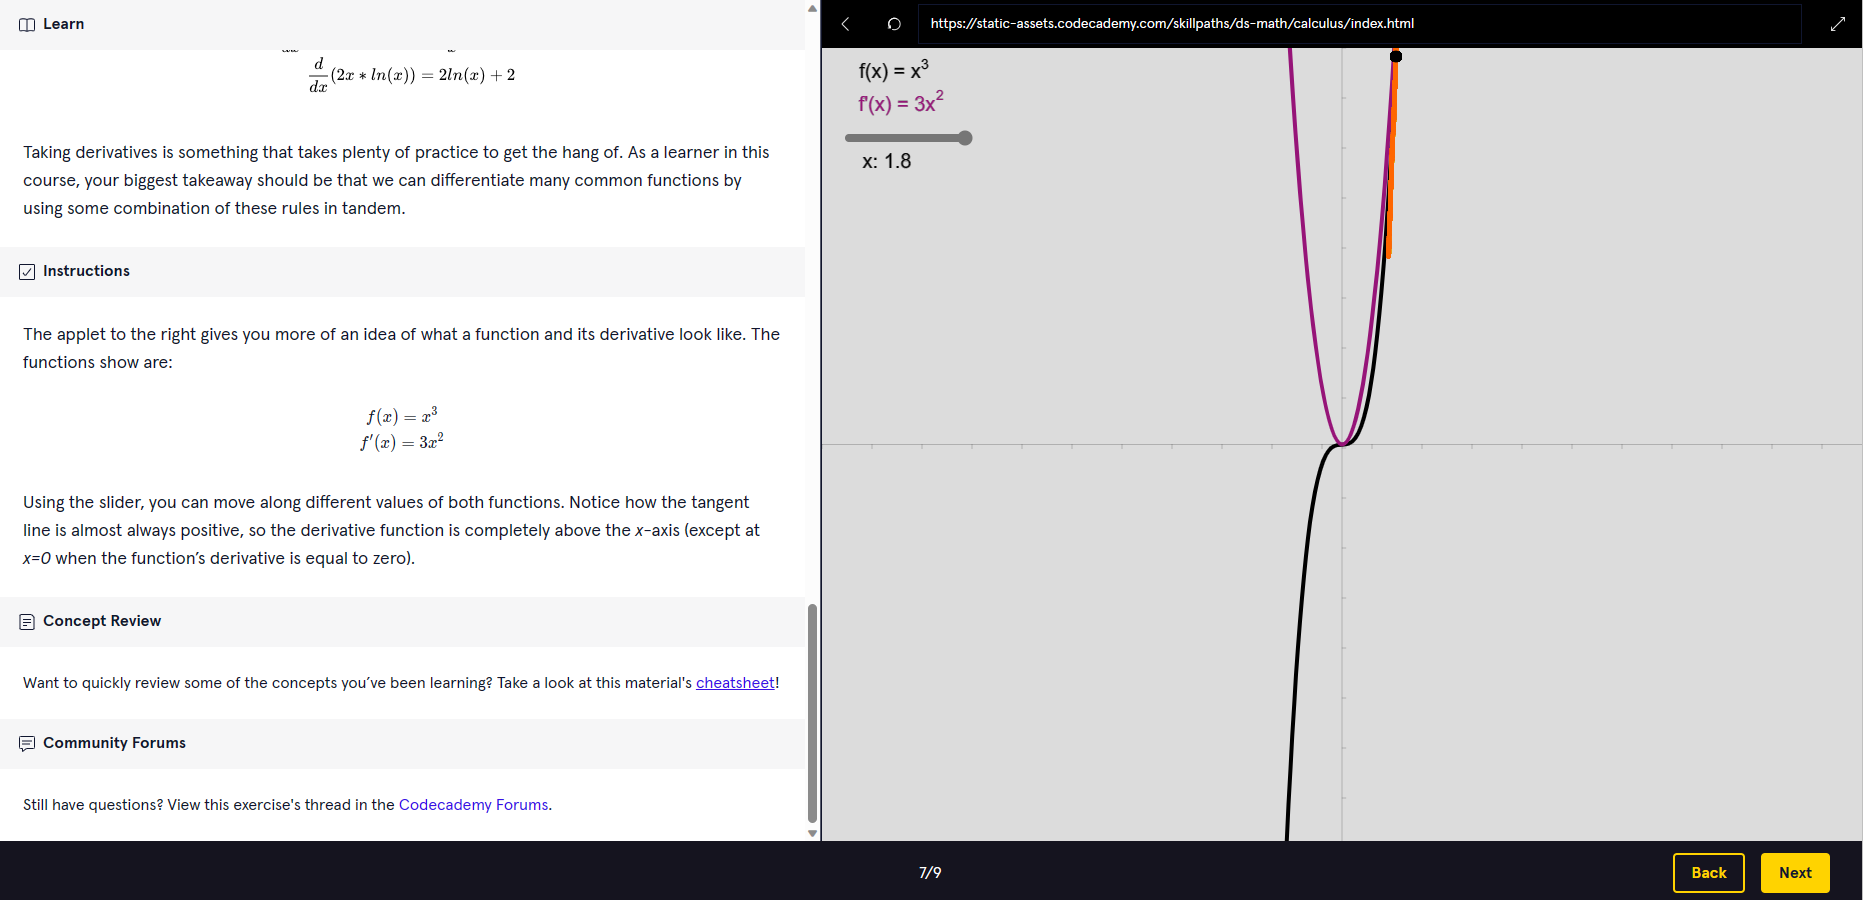 Learn
d/dx (2x * ln(x)) = 2ln(x) + 2
Taking derivatives is something that takes plenty of practice to get the hang of. As a learner in this
course, your biggest takeaway should be that we can differentiate many common functions by
using some combination of these rules in tandem.
Instructions
The applet to the right gives you more of an idea of what a function and its derivative look like. The
functions show are:
f(x) = x³
f′(x) = 3x²
Using the slider, you can move along different values of both functions. Notice how the tangent
line is almost always positive, so the derivative function is completely above the x-axis (except at
x=0 when the function’s derivative is equal to zero).
Concept Review
Want to quickly review some of the concepts you’ve been learning? Take a look at this material's cheatsheet!
Community Forums
Still have questions? View this exercise's thread in the Codecademy Forums.
https://static-assets.codecademy.com/skillpaths/ds-math/calculus/index.html
f(x) = x³
f'(x) = 3x²
x: 1.8
7/9
Back
Next